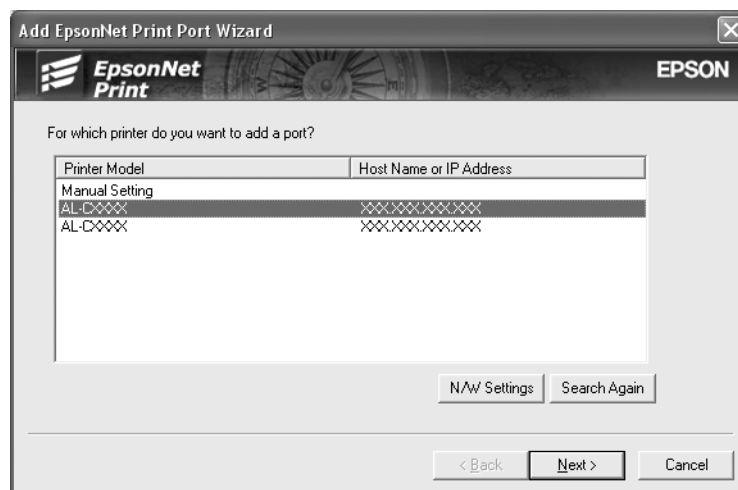 Add EpsonNet Print Port Wizard
EpsonNet
Print
EPSON
For which printer do you want to add a port?
Printer Model Host Name or IP Address
Manual Setting
AL-CXXXX XXX.XXX.XXX.XXX
AL-CXXXX XXX.XXX.XXX.XXX
N/W Settings Search Again
< Back Next > Cancel